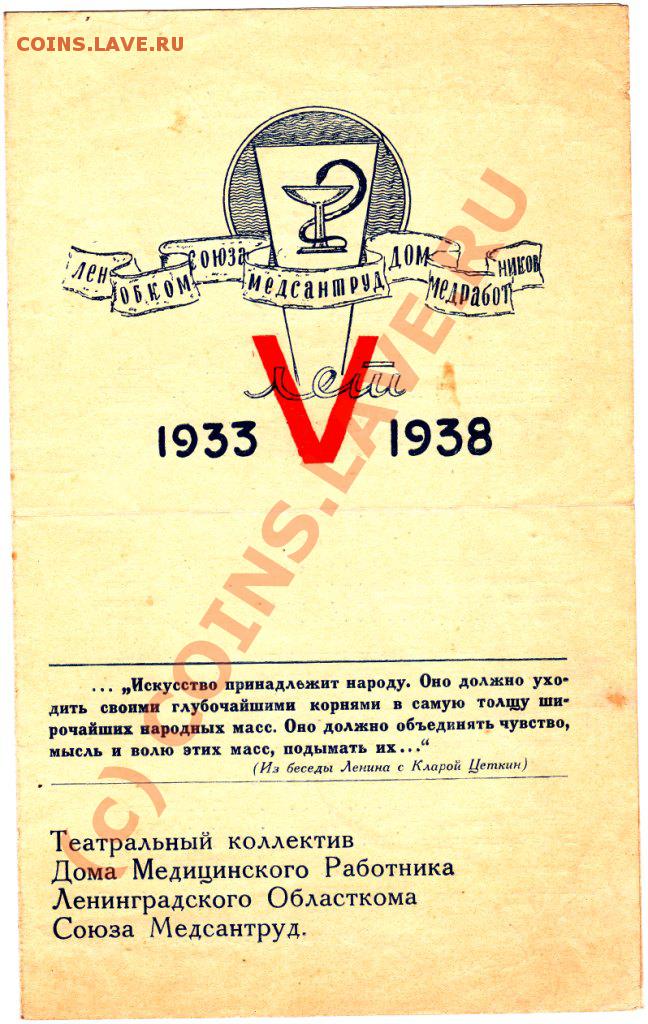 COINS.LAVE.RU
ЛЕН ОБКОМ СОЮЗА МЕДСАНТРУД ДОМ МЕДРАБОТ НИКОВ
V лет
1933 1938
... „Искусство принадлежит народу. Оно должно ухо-
дить своими глубочайшими корнями в самую толщу ши-
рочайших народных масс. Оно должно объединять чувство,
мысль и волю этих масс, подымать их..."
(Из беседы Ленина с Кларой Цеткин)
Театральный коллектив
Дома Медицинского Работника
Ленинградского Областкома
Союза Медсантруд.
(c) COINS.LAVE.RU